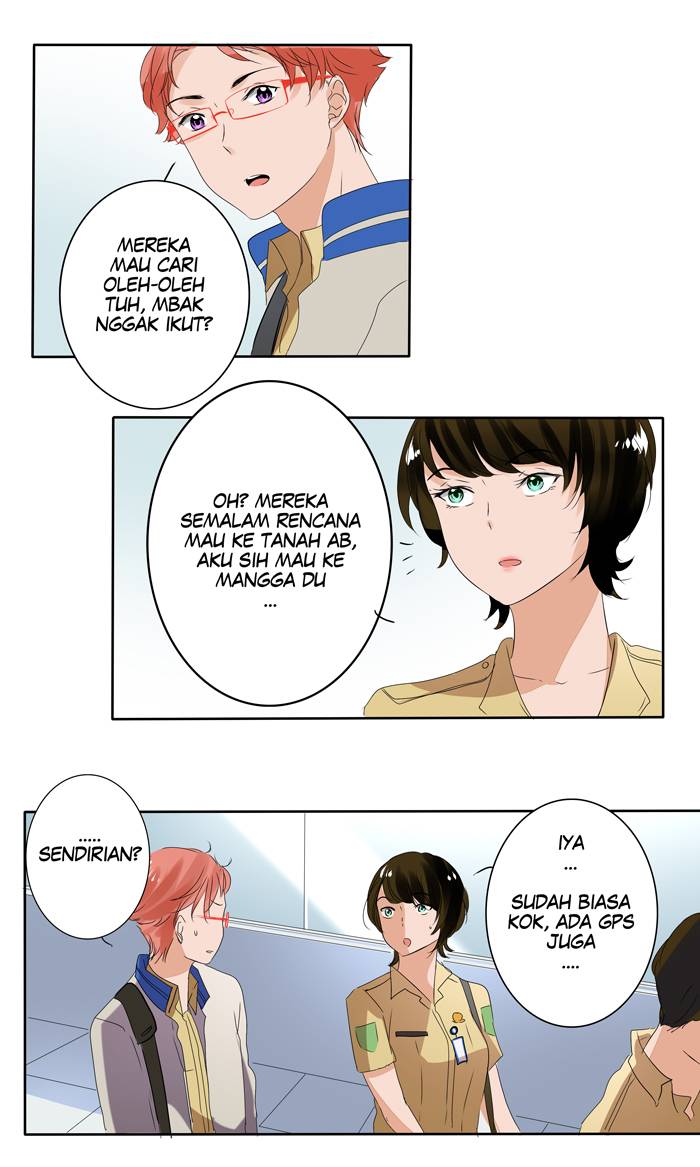 MEREKA
MAU CARI
OLEH-OLEH
TUH, MBAK
NGGAK IKUT?
OH? MEREKA
SEMALAM RENCANA
MAU KE TANAH AB,
AKU SIH MAU KE
MANGGA DU
...
.....
SENDIRIAN?
IYA
...
SUDAH BIASA
KOK, ADA GPS
JUGA
....